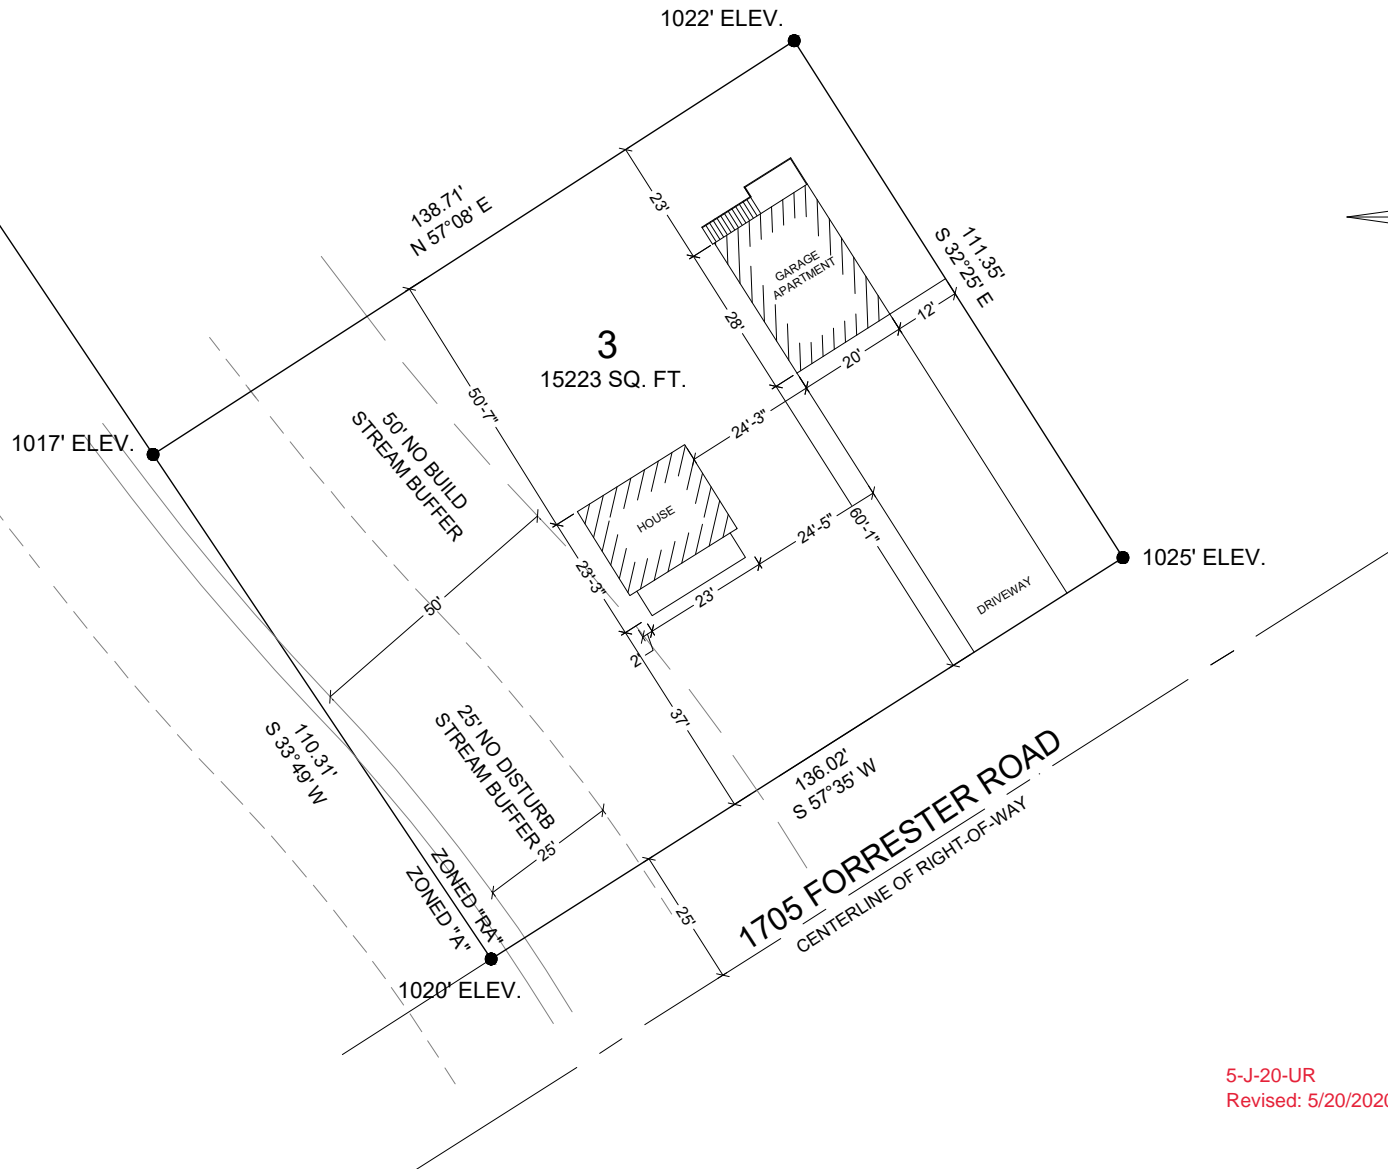 1022' ELEV.
138.71'
N 57°08' E
23'
GARAGE
APARTMENT
111.35'
S 32°25' E
12'
20'
28'
3
15223 SQ. FT.
50'-7"
24'-3"
1017' ELEV.
50' NO BUILD
STREAM BUFFER
HOUSE
24'-5"
60'-1"
1025' ELEV.
23'-3"
23'
DRIVEWAY
50'
2'
37'
110.31'
S 33°49' W
25' NO DISTURB
STREAM BUFFER
25'
136.02'
S 57°35' W
1705 FORRESTER ROAD
CENTERLINE OF RIGHT-OF-WAY
ZONED "RA"
ZONED "A"
25'
1020' ELEV.
5-J-20-UR
Revised: 5/20/2020